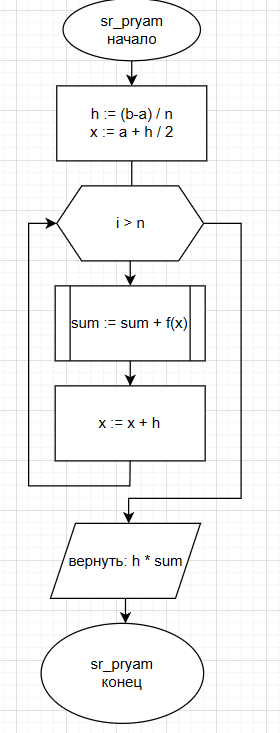 sr_pryam
начало
h := (b-a) / n
x := a + h / 2
i > n
sum := sum + f(x)
x := x + h
вернуть: h * sum
sr_pryam
конец